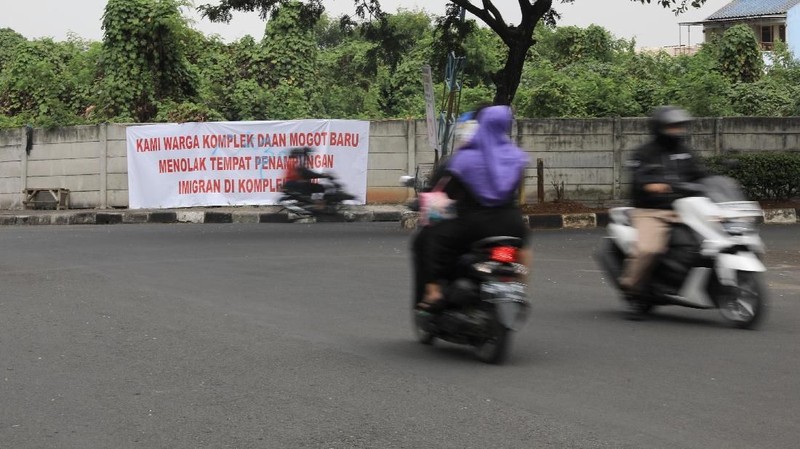 KAMI WARGA KOMPLEK DAAN MOGOT BARU
MENOLAK TEMPAT PENAMPUNGAN
IMIGRAN DI KOMPLEK